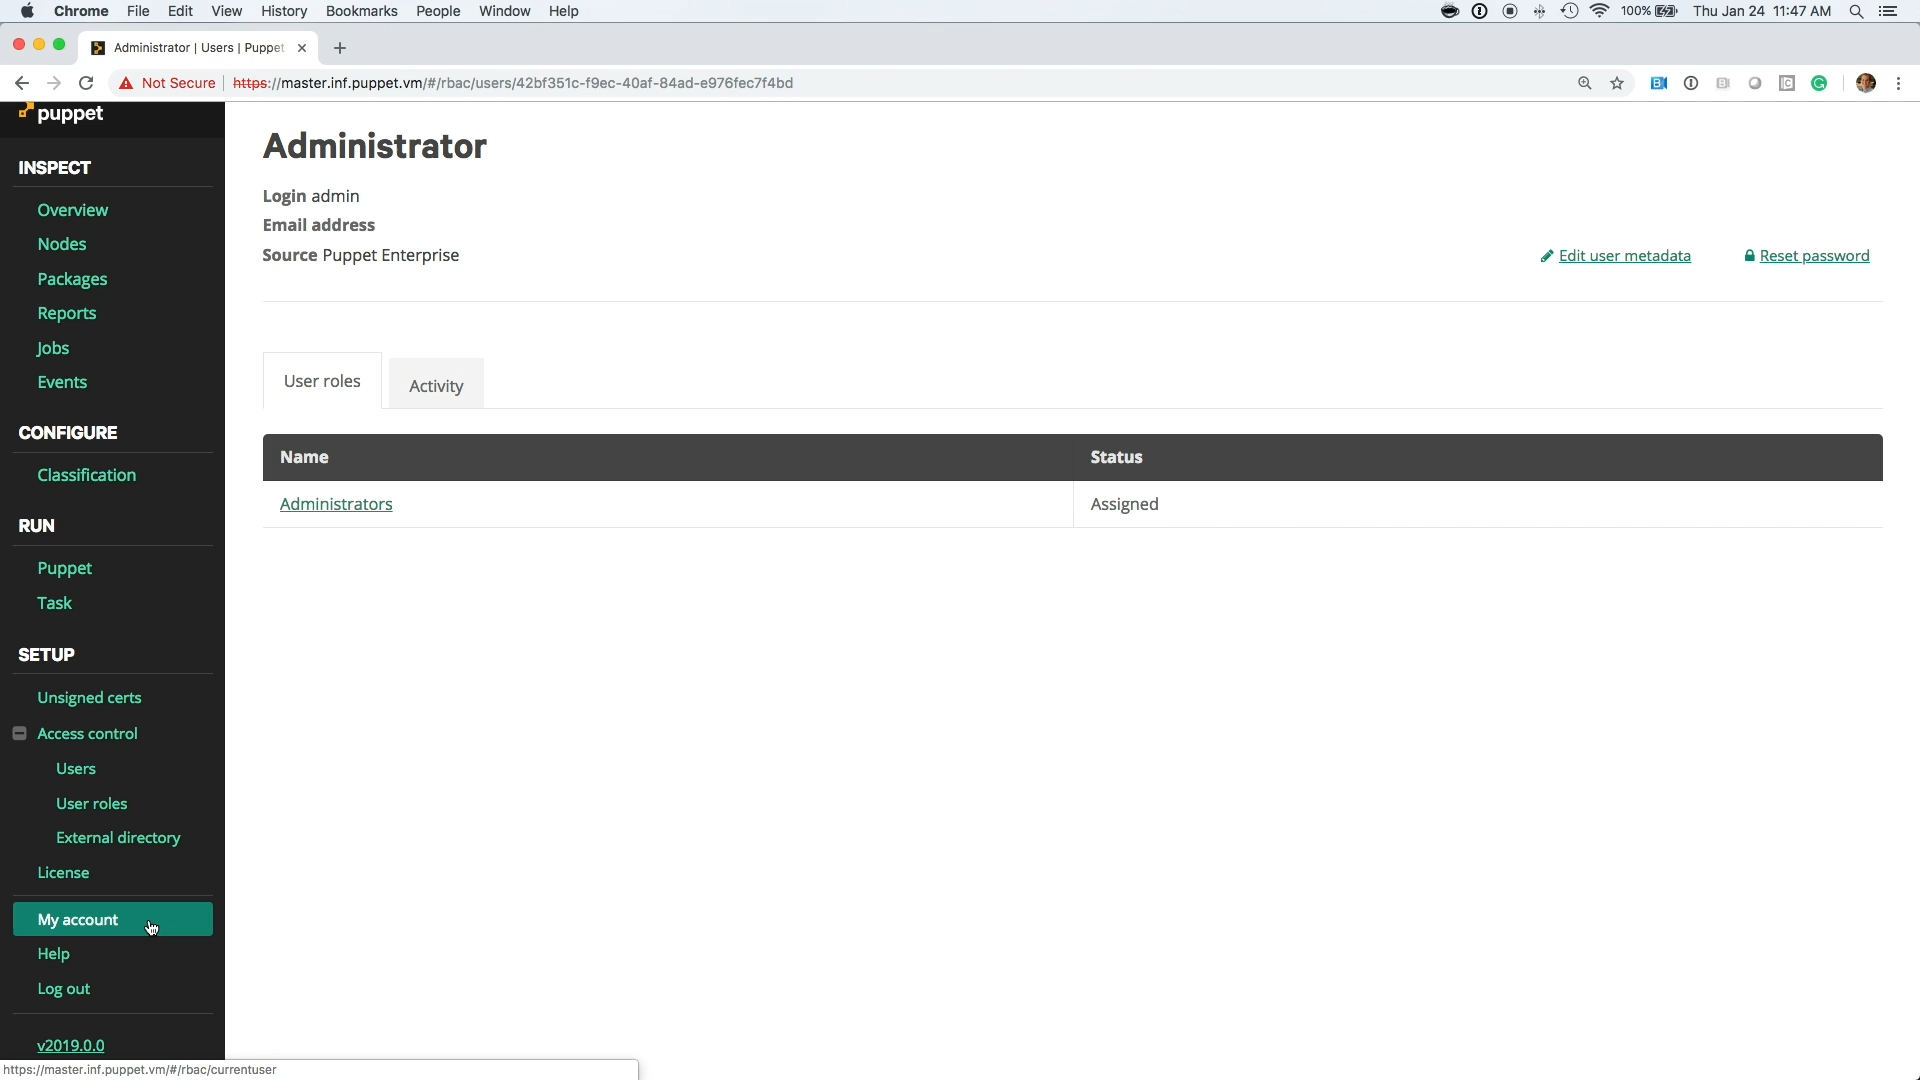 Chrome File Edit View History Bookmarks People Window Help 100% Thu Jan 24 11:47 AM
Administrator | Users | Puppet
Not Secure https://master.inf.puppet.vm/#/rbac/users/42bf351c-f9ec-40af-84ad-e976fec7f4bd
puppet
INSPECT
Overview
Nodes
Packages
Reports
Jobs
Events
CONFIGURE
Classification
RUN
Puppet
Task
SETUP
Unsigned certs
Access control
Users
User roles
External directory
License
My account
Help
Log out
v2019.0.0
Administrator
Login admin
Email address
Source Puppet Enterprise
Edit user metadata Reset password
User roles Activity
Name Status
Administrators Assigned
https://master.inf.puppet.vm/#/rbac/currentuser